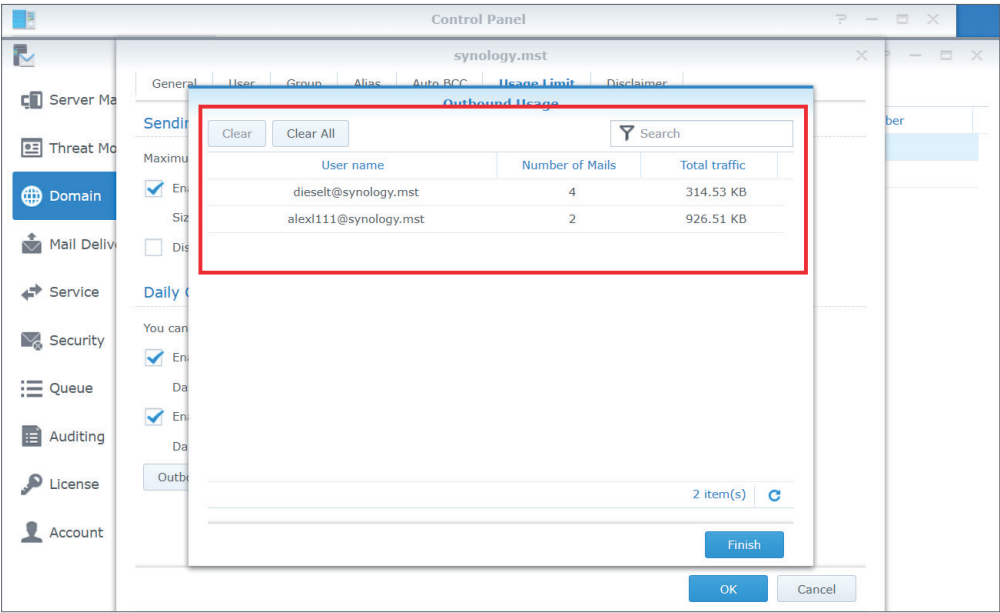 Control Panel
synology.mst
General User Group Alias Auto BCC Usage Limit Disclaimer
Outbound Usage
Server Ma
Threat Mo
Domain
Mail Delive
Service
Security
Queue
Auditing
License
Account
Sendin
Maximu
Ena
Siz
Dis
Daily
You can
Ena
Da
Ena
Da
Outbo
ber
Clear Clear All Search
User name Number of Mails Total traffic
dieselt@synology.mst 4 314.53 KB
alexl111@synology.mst 2 926.51 KB
2 item(s)
Finish
OK Cancel